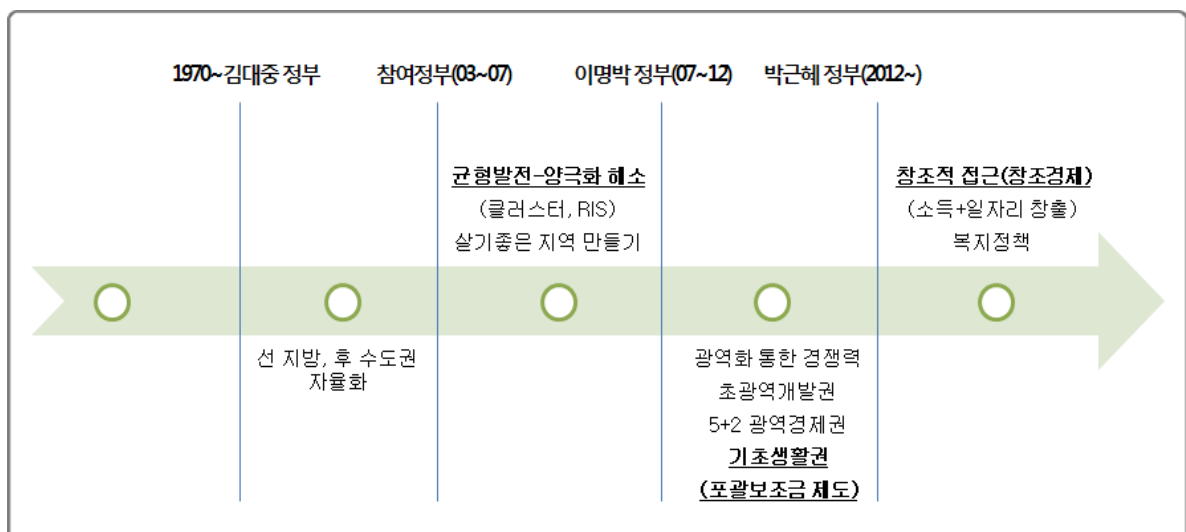 1970~김대중 정부
참여정부(03~07)
이명박 정부(07~12)
박근혜 정부(2012~)
균형발전-양극화 해소
(클러스터, RIS)
살기좋은 지역 만들기
창조적 접근(창조경제)
(소득+일자리 창출)
복지정책
선 지방, 후 수도권
자율화
광역화 통한 경쟁력
초광역개발권
5+2 광역경제권
기초생활권
(포괄보조금 제도)